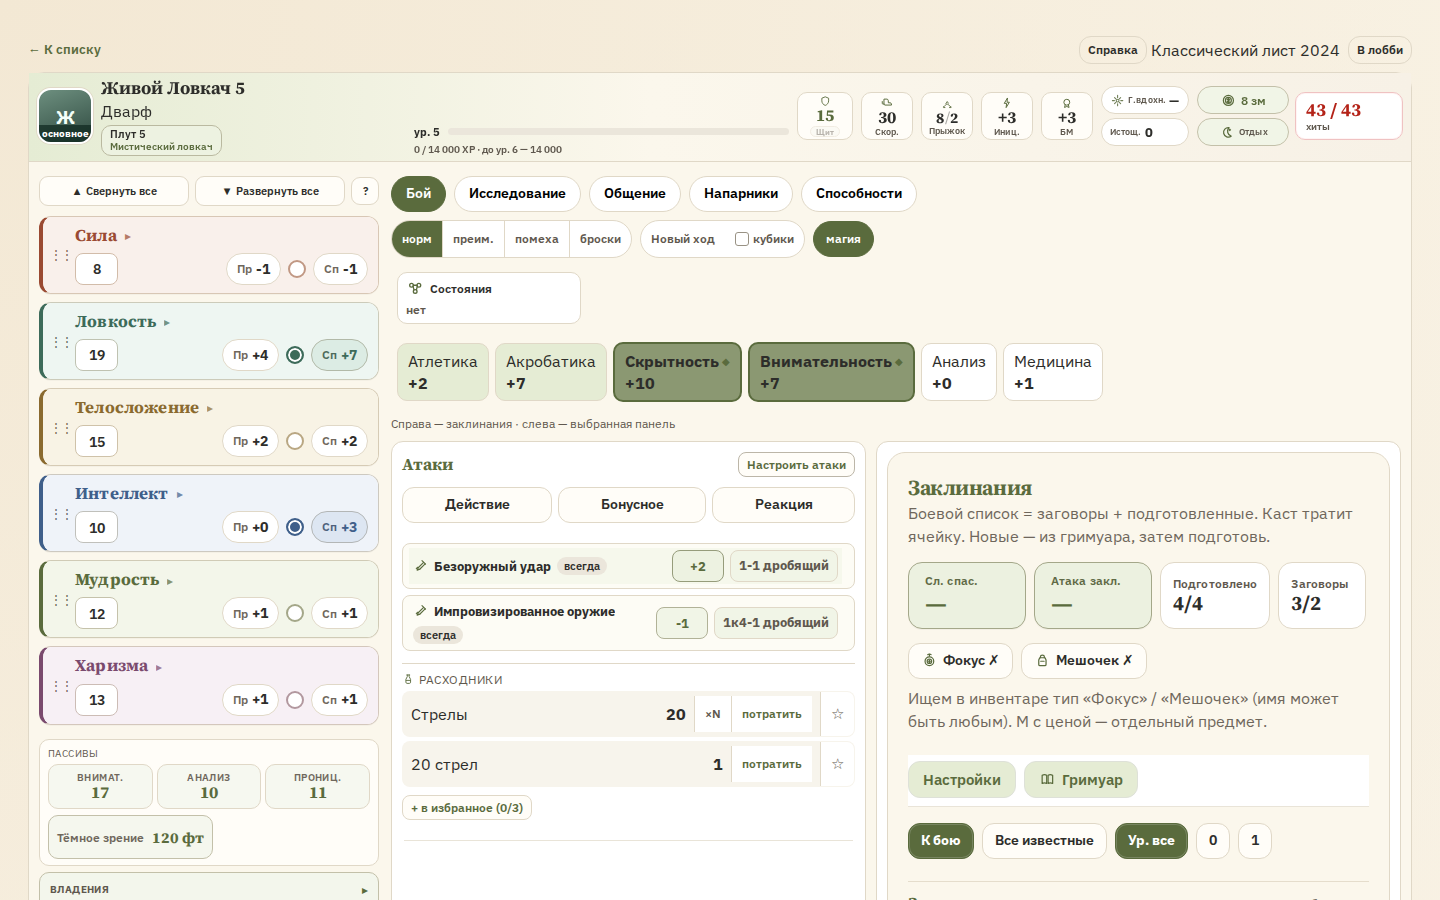 ← К списку
Справка Классический лист 2024 В лобби
Ж
основное
Живой Ловкач 5
Дварф
Плут 5
Мистический ловкач
ур. 5
0 / 14 000 XP · до ур. 6 — 14 000
15
Щит
30
Скор.
8/2
Прыжок
+3
Иниц.
+3
БМ
Г.вдохн. —
Истощ. 0
8 зм
Отдых
43 / 43
хиты
▲ Свернуть все
▼ Развернуть все
?
Сила ▸
8 Пр -1 Сп -1
Ловкость ▸
19 Пр +4 Сп +7
Телосложение ▸
15 Пр +2 Сп +2
Интеллект ▸
10 Пр +0 Сп +3
Мудрость ▸
12 Пр +1 Сп +1
Харизма ▸
13 Пр +1 Сп +1
ПАССИВЫ
ВНИМАТ.
17
АНАЛИЗ
10
ПРОНИЦ.
11
Тёмное зрение 120 фт
ВЛАДЕНИЯ ▸
Бой Исследование Общение Напарники Способности
норм преим. помеха броски Новый ход кубики магия
Состояния
нет
Атлетика
+2
Акробатика
+7
Скрытность ◆
+10
Внимательность ◆
+7
Анализ
+0
Медицина
+1
Справа — заклинания · слева — выбранная панель
Атаки Настроить атаки
Действие Бонусное Реакция
Безоружный удар всегда +2 1-1 дробящий
Импровизированное оружие
всегда
-1 1к4-1 дробящий
РАСХОДНИКИ
Стрелы 20 ×N потратить ☆
20 стрел 1 потратить ☆
+ в избранное (0/3)
Заклинания
Боевой список = заговоры + подготовленные. Каст тратит
ячейку. Новые — из гримуара, затем подготовь.
Сл. спас.
—
Атака закл.
—
Подготовлено
4/4
Заговоры
3/2
Фокус ✗ Мешочек ✗
Ищем в инвентаре тип «Фокус» / «Мешочек» (имя может
быть любым). М с ценой — отдельный предмет.
Настройки Гримуар
К бою Все известные Ур. все 0 1